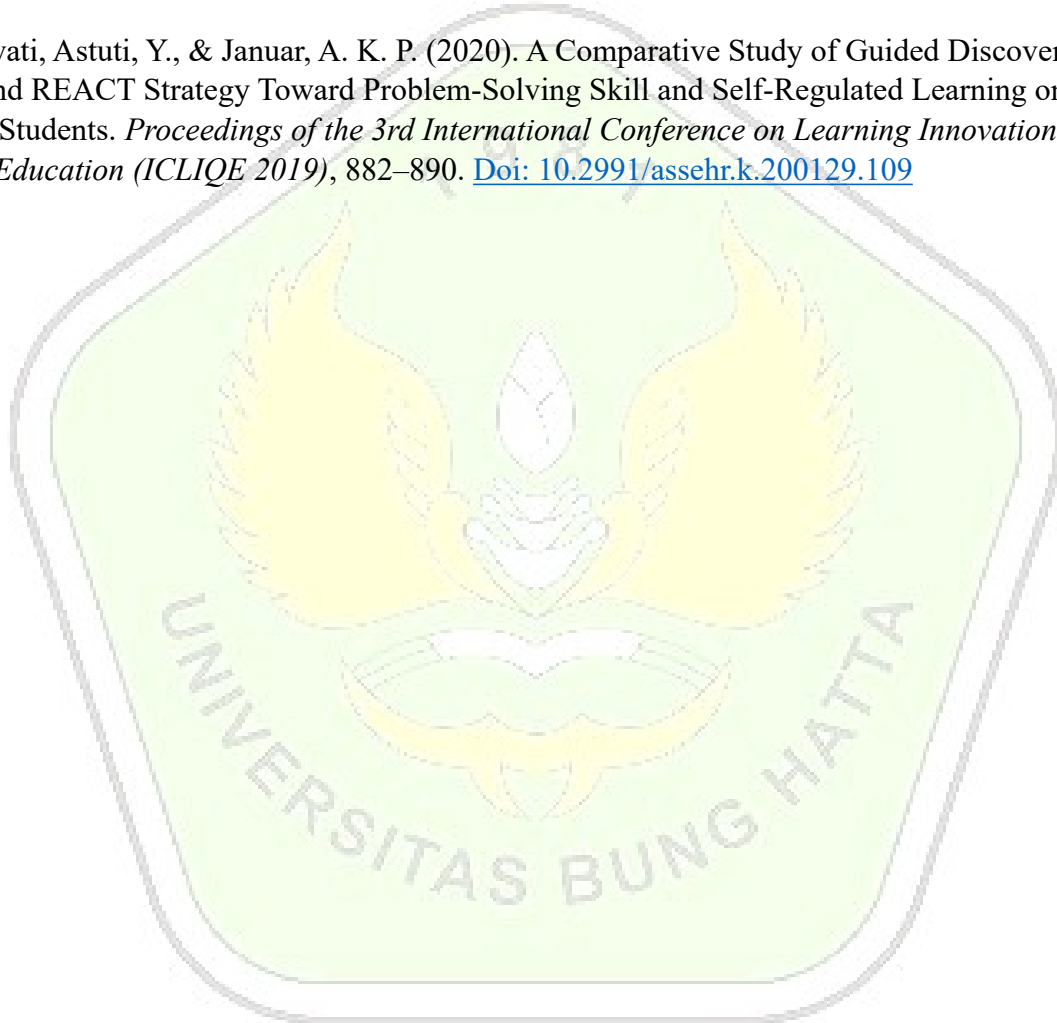 vati, Astuti, Y., & Januar, A. K. P. (2020). A Comparative Study of Guided Discover
nd REACT Strategy Toward Problem-Solving Skill and Self-Regulated Learning on
Students. Proceedings of the 3rd International Conference on Learning Innovation
Education (ICLIQE 2019), 882–890. Doi: 10.2991/assehr.k.200129.109
UNIVERSITAS BUNG HATTA